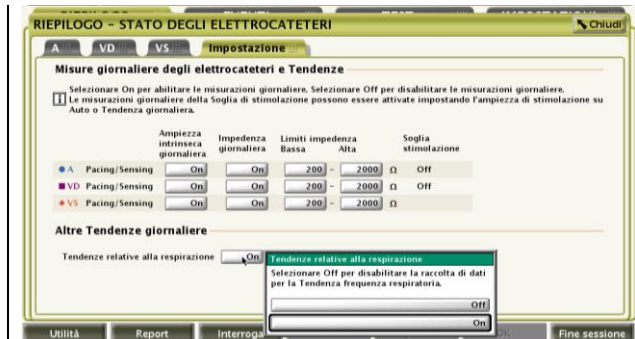 RIEPILOGO - STATO DEGLI ELETTROCATETERI
Chiudi
A VD VS Impostazione
Misure giornaliere degli elettrocateteri e Tendenze
Selezionare On per abilitare le misurazioni giornaliere. Selezionare Off per disabilitare le misurazioni giornaliere.
Le misurazioni giornaliere della Soglia di stimolazione possono essere attivate impostando l'ampiezza di stimolazione su
Auto o Tendenza giornaliera.
Ampiezza intrinseca giornaliera
Impedenza giornaliera
Limiti impedenza
Bassa Alta
Soglia stimolazione
A Pacing/Sensing On On 200 - 2000 Ω Off
VD Pacing/Sensing On On 200 - 2000 Ω Off
VS Pacing/Sensing On On 200 - 2000 Ω
Altre Tendenze giornaliere
Tendenze relative alla respirazione On
Tendenze relative alla respirazione
Selezionare Off per disabilitare la raccolta di dati
per la Tendenza frequenza respiratoria.
Off
On
Utilità Report Interroga Fine sessione